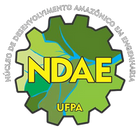 NÚCLEO DE DESENVOLVIMENTO AMAZÔNICO EM ENGENHARIA
NDAE
UFPA